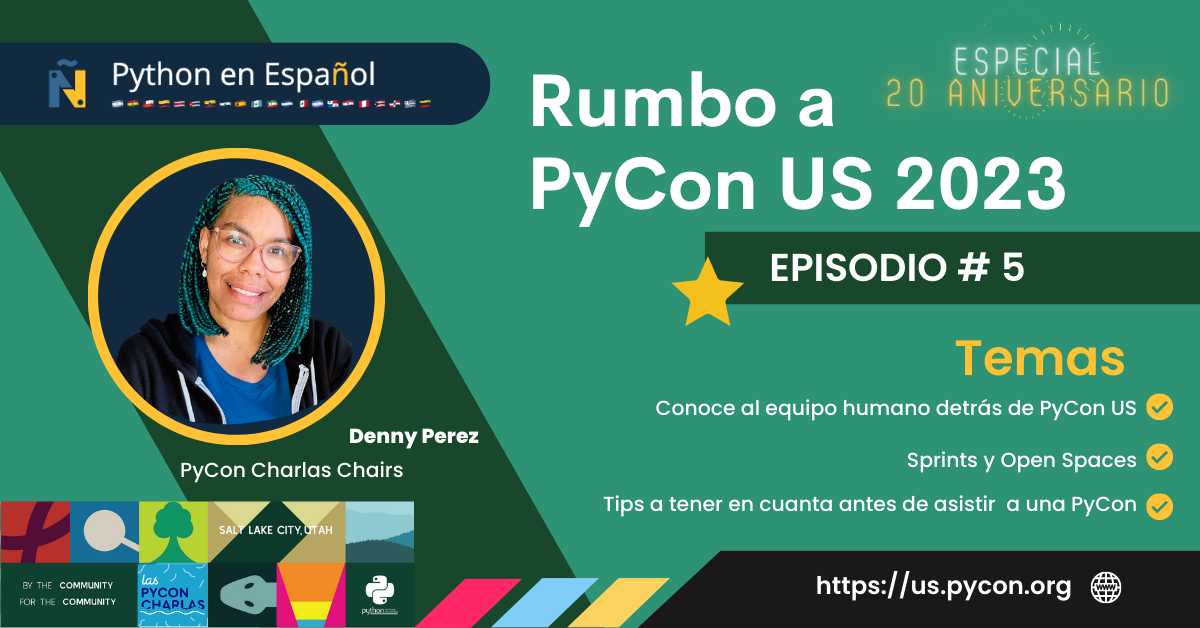 Python en Español
ESPECIAL
20 ANIVERSARIO
Rumbo a
PyCon US 2023
EPISODIO # 5
Temas
Conoce al equipo humano detrás de PyCon US
Sprints y Open Spaces
Tips a tener en cuanta antes de asistir a una PyCon
Denny Perez
PyCon Charlas Chairs
SALT LAKE CITY, UTAH
BY THE COMMUNITY
FOR THE COMMUNITY
las
PYCON
CHARLAS
python
https://us.pycon.org